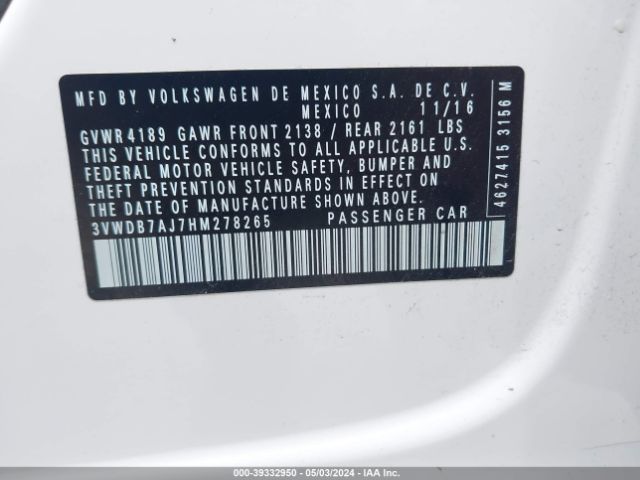 MFD BY VOLKSWAGEN DE MEXICO S.A. DE C.V.
MEXICO 11/16
GVWR 4189 GAWR FRONT 2138 / REAR 2161 LBS
THIS VEHICLE CONFORMS TO ALL APPLICABLE U.S.
FEDERAL MOTOR VEHICLE SAFETY, BUMPER AND
THEFT PREVENTION STANDARDS IN EFFECT ON
THE DATE OF MANUFACTURE SHOWN ABOVE.
3VWDB7AJ7HM278265 PASSENGER CAR
4627415 3156 M
000-39332950 - 05/03/2024 - IAA Inc.